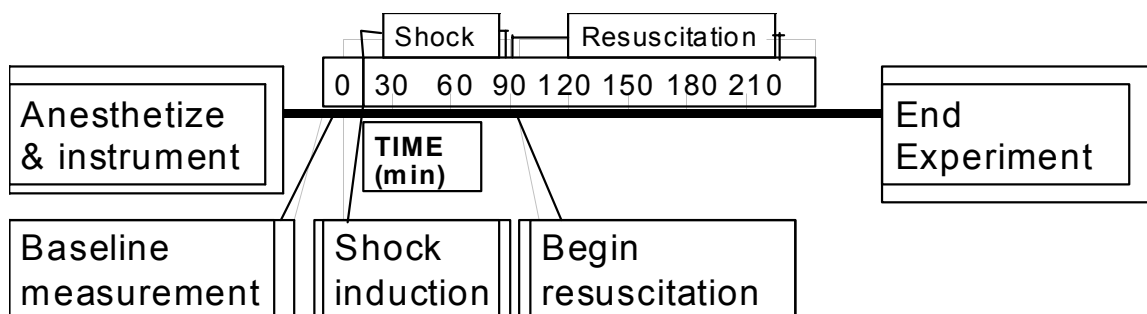 Shock Resuscitation
0 30 60 90 120 150 180 210
Anesthetize
& instrument
TIME
(min)
End
Experiment
Baseline
measurement
Shock
induction
Begin
resuscitation